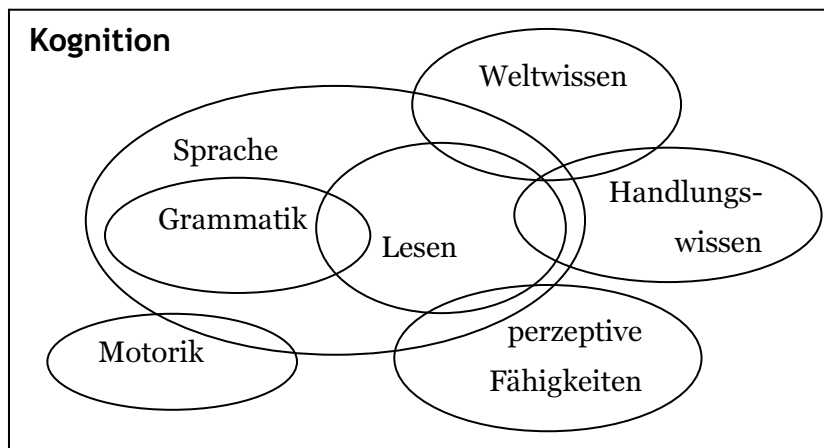 Kognition
Weltwissen
Sprache
Handlungs-
wissen
Grammatik
Lesen
Motorik
perzeptive
Fähigkeiten